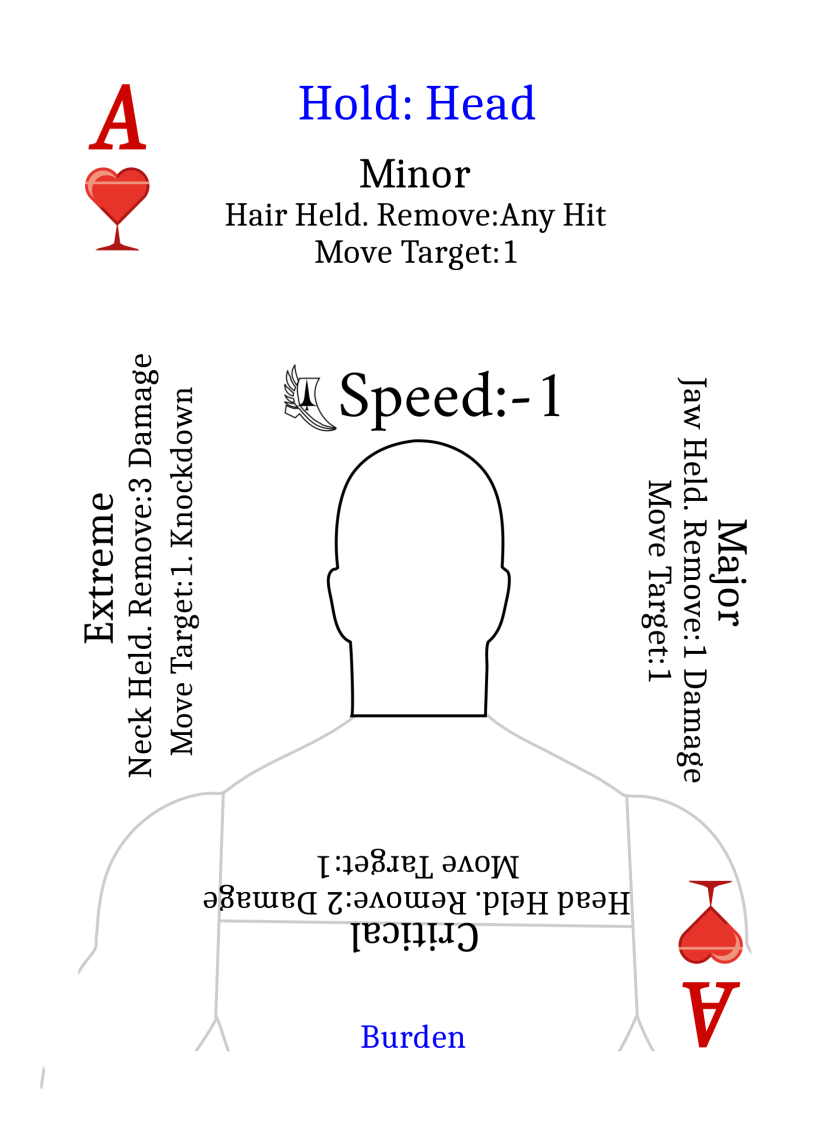 A
Hold: Head
Minor
Hair Held. Remove:Any Hit
Move Target:1
Speed:-1
Extreme
Neck Held. Remove:3 Damage
Move Target:1. Knockdown
Major
Jaw Held. Remove:1 Damage
Move Target:1
Critical
Head Held. Remove:2 Damage
Move Target:1
A
Burden